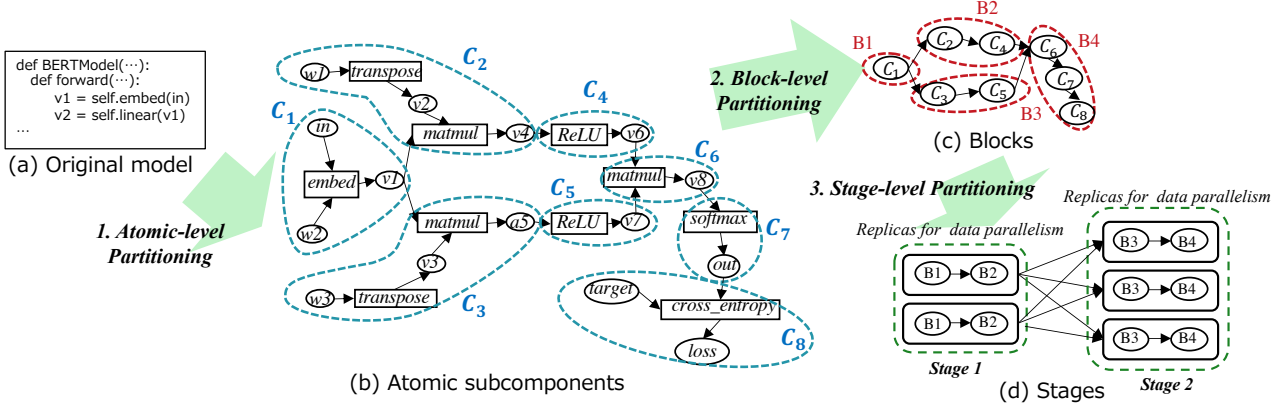 def BERTModel(⋯):
def forward(⋯):
v1 = self.embed(in)
v2 = self.linear(v1)
…
(a) Original model
1. Atomic-level
Partitioning
C₁
in
embed
v1
w2
C₂
w1
transpose
v2
matmul
v4
C₄
ReLU
v6
C₆
matmul
v8
C₅
ReLU
v7
matmul
a5
v3
w3
transpose
C₃
softmax
C₇
out
target
cross_entropy
C₈
loss
(b) Atomic subcomponents
2. Block-level
Partitioning
B1
B2
B3
B4
C₁
C₂
C₄
C₃
C₅
C₆
C₇
C₈
(c) Blocks
3. Stage-level Partitioning
Replicas for data parallelism
B1
B2
B1
B2
Stage 1
Replicas for data parallelism
B3
B4
B3
B4
B3
B4
Stage 2
(d) Stages